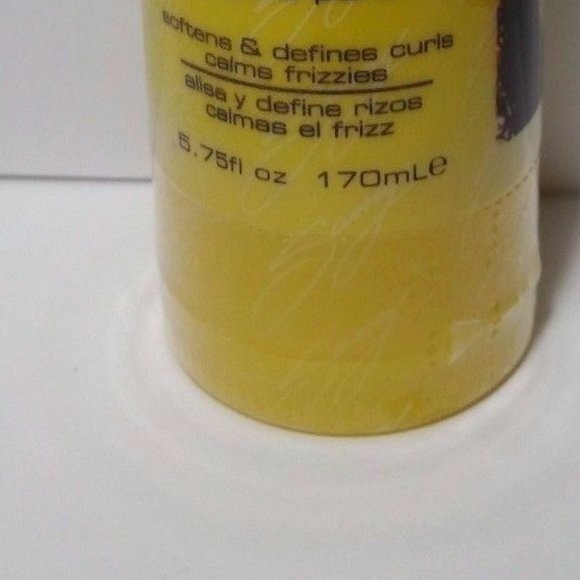 softens & defines curls
calms frizzies
alisa y define rizos
calmas el frizz
5.75fl oz 170mL℮